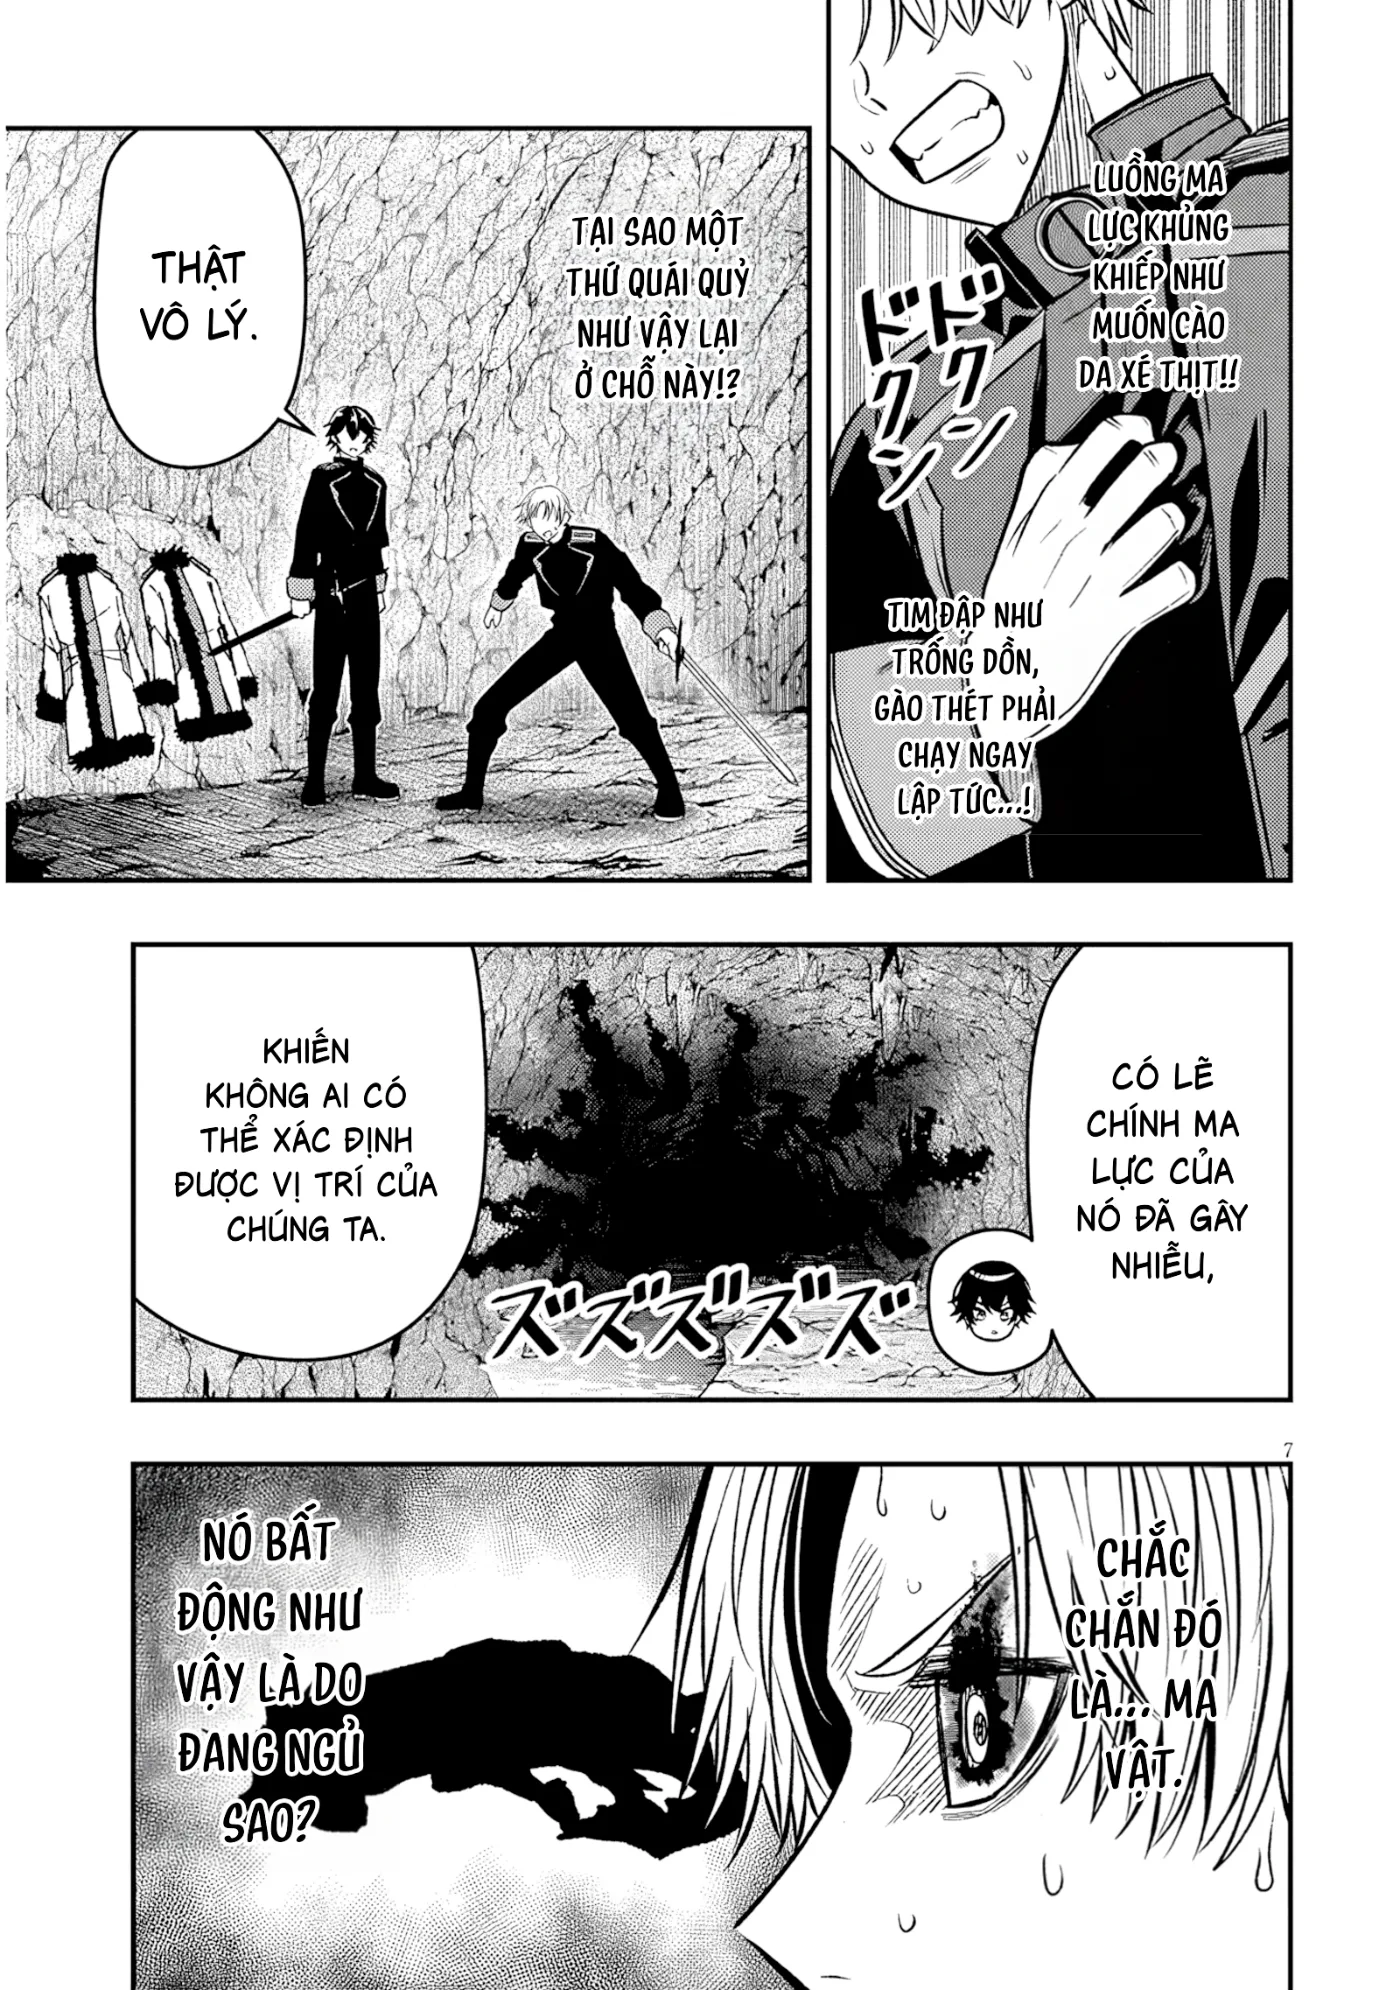 LUỒNG MA
LỰC KHỦNG
KHIẾP NHƯ
MUỐN CÀO
DA XÉ THỊT!!
ドクン
ドクン
TIM ĐẬP NHƯ
TRỐNG DỒN,
GÀO THÉT PHẢI
CHẠY NGAY
LẬP TỨC...!
TẠI SAO MỘT
THỨ QUÁI QUỶ
NHƯ VẬY LẠI
Ở CHỖ NÀY!?
THẬT
VÔ LÝ.
CÓ LẼ
CHÍNH MA
LỰC CỦA
NÓ ĐÃ GÂY
NHIỄU,
KHIẾN
KHÔNG AI CÓ
THỂ XÁC ĐỊNH
ĐƯỢC VỊ TRÍ CỦA
CHÚNG TA.
ズズズズズ
7
CHẮC
CHẮN ĐÓ
LÀ... MA
VẬT.
NÓ BẤT
ĐỘNG NHƯ
VẬY LÀ DO
ĐANG NGỦ
SAO?